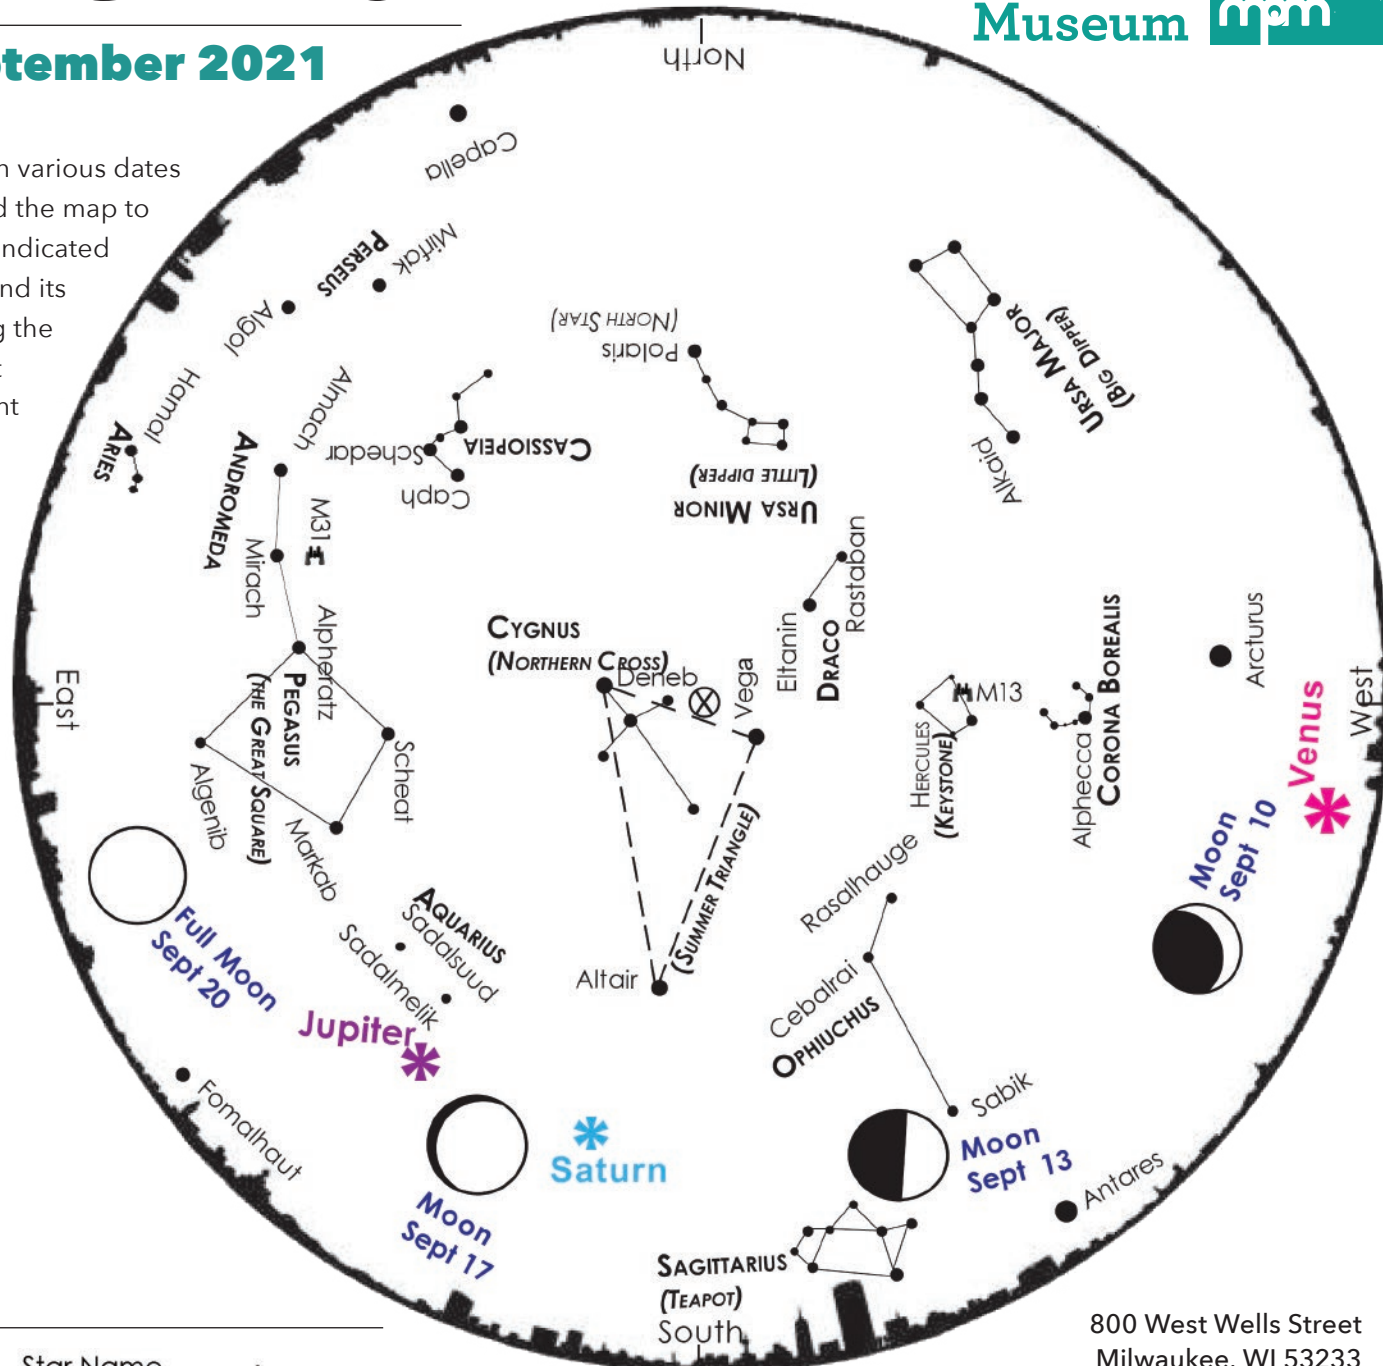 Museum mpm
tember 2021
n various dates
d the map to
ndicated
nd its
g the
nt
North
Capella
PERSEUS
Mirfak
Algol
Hamal
ARIES
(NORTH STAR)
Polaris
URSA MAJOR
(BIG DIPPER)
Alkaid
Almach
ANDROMEDA
Schedar
CASSIOPEIA
Caph
(LITTLE DIPPER)
URSA MINOR
M31
Mirach
Rastaban
Eltanin
DRACO
CYGNUS
(NORTHERN CROSS)
Deneb
Vega
Alpheratz
PEGASUS
(THE GREAT SQUARE)
Scheat
Algenib
Markab
East
M13
HERCULES
(KEYSTONE)
CORONA BOREALIS
Alphecca
Arcturus
West
Venus
Moon
Sept 10
Rasalhauge
(SUMMER TRIANGLE)
Full Moon
Sept 20
AQUARIUS
Sadalsuud
Sadalmelik
Altair
Cebalrai
OPHIUCHUS
Jupiter
Fomalhaut
Saturn
Sabik
Moon
Sept 13
Antares
Moon
Sept 17
SAGITTARIUS
(TEAPOT)
South
800 West Wells Street
Milwaukee, WI 53233
Star Name